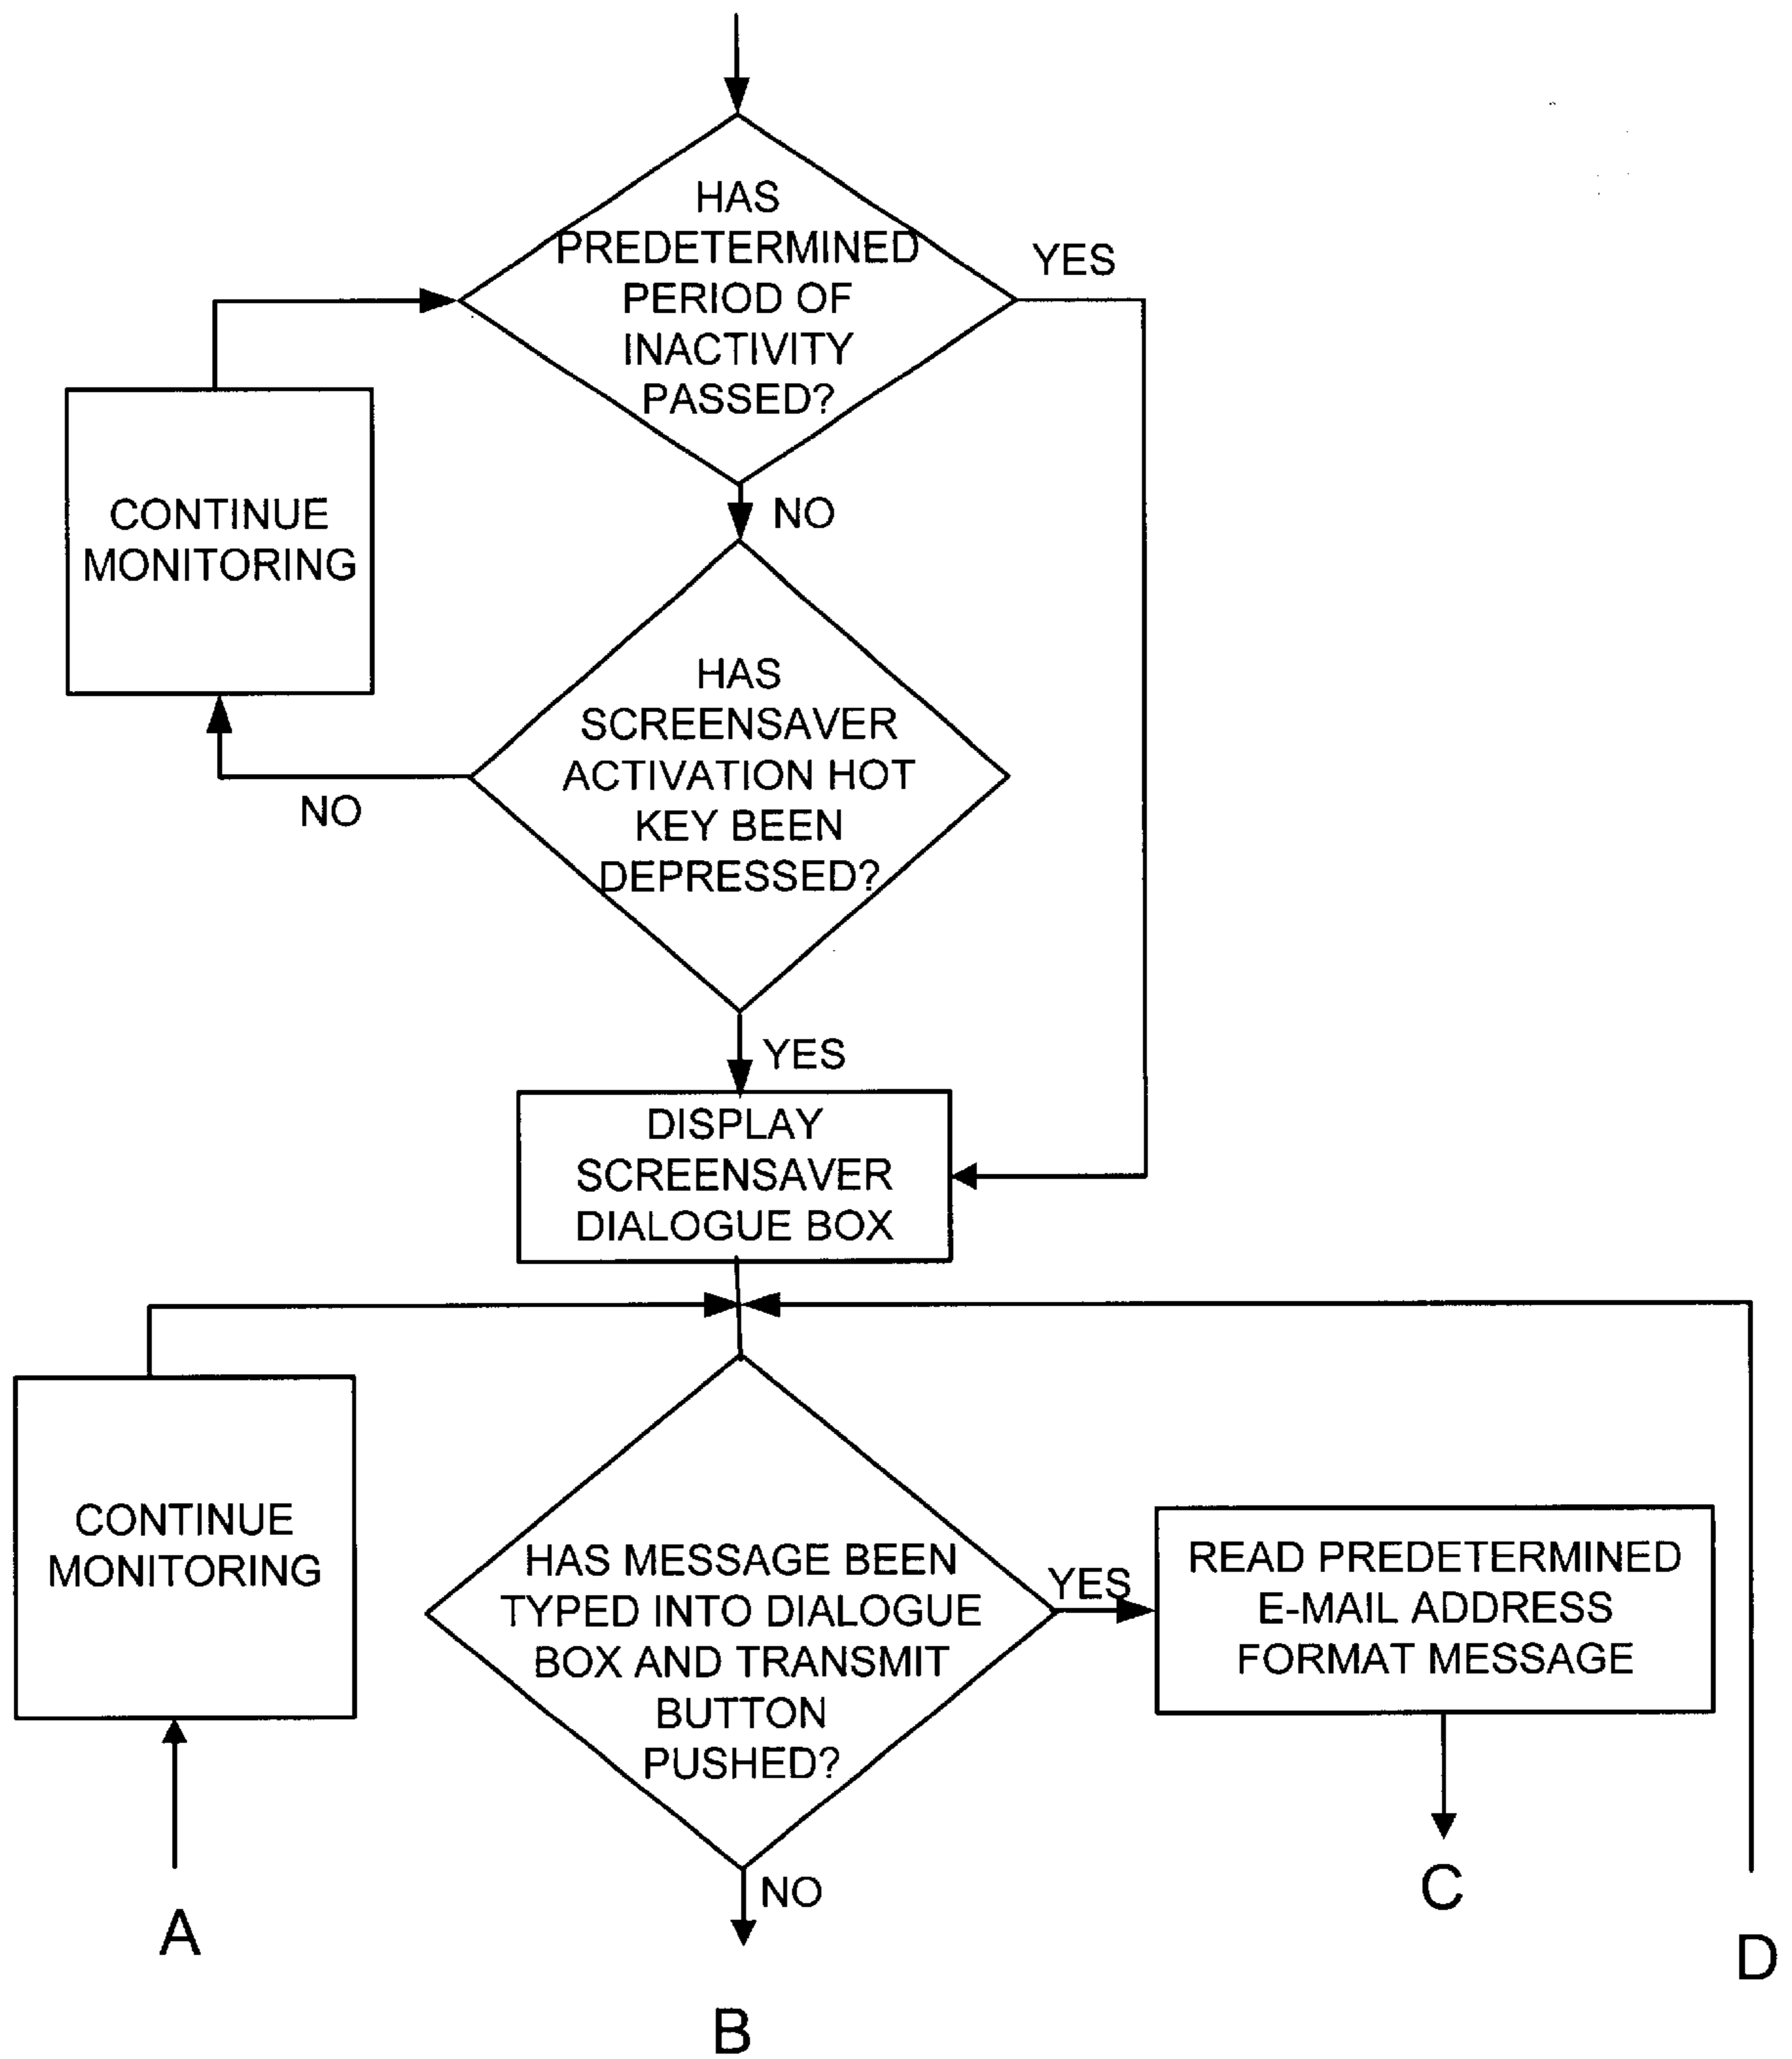 HAS
PREDETERMINED
PERIOD OF
INACTIVITY
PASSED?
YES
NO
CONTINUE
MONITORING
HAS
SCREENSAVER
ACTIVATION HOT
KEY BEEN
DEPRESSED?
NO
YES
DISPLAY
SCREENSAVER
DIALOGUE BOX
CONTINUE
MONITORING
HAS MESSAGE BEEN
TYPED INTO DIALOGUE
BOX AND TRANSMIT
BUTTON
PUSHED?
YES
READ PREDETERMINED
E-MAIL ADDRESS
FORMAT MESSAGE
NO
A
B
C
D